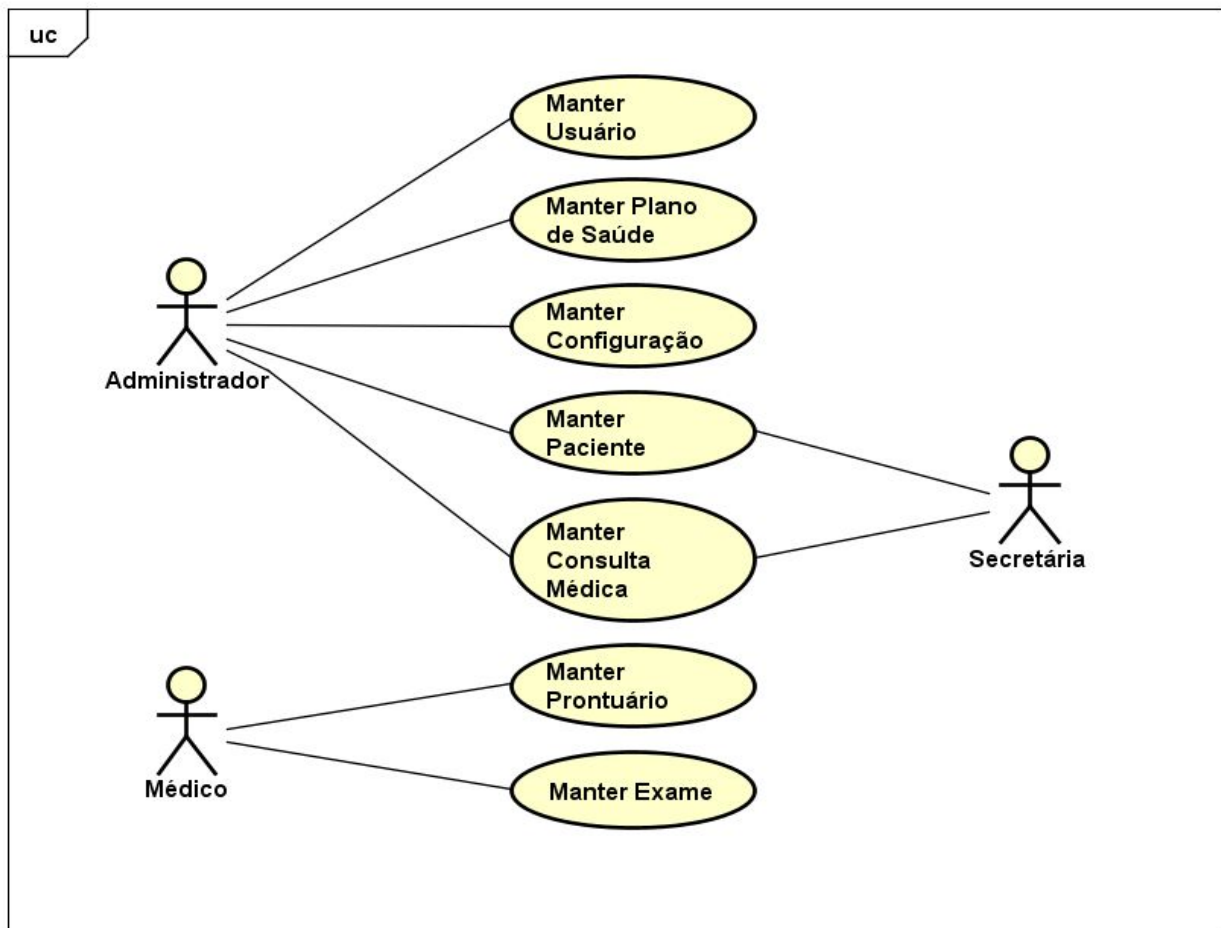 uc
Manter
Usuário
Manter Plano
de Saúde
Manter
Configuração
Administrador
Manter
Paciente
Manter
Consulta
Médica
Secretária
Manter
Prontuário
Médico
Manter Exame